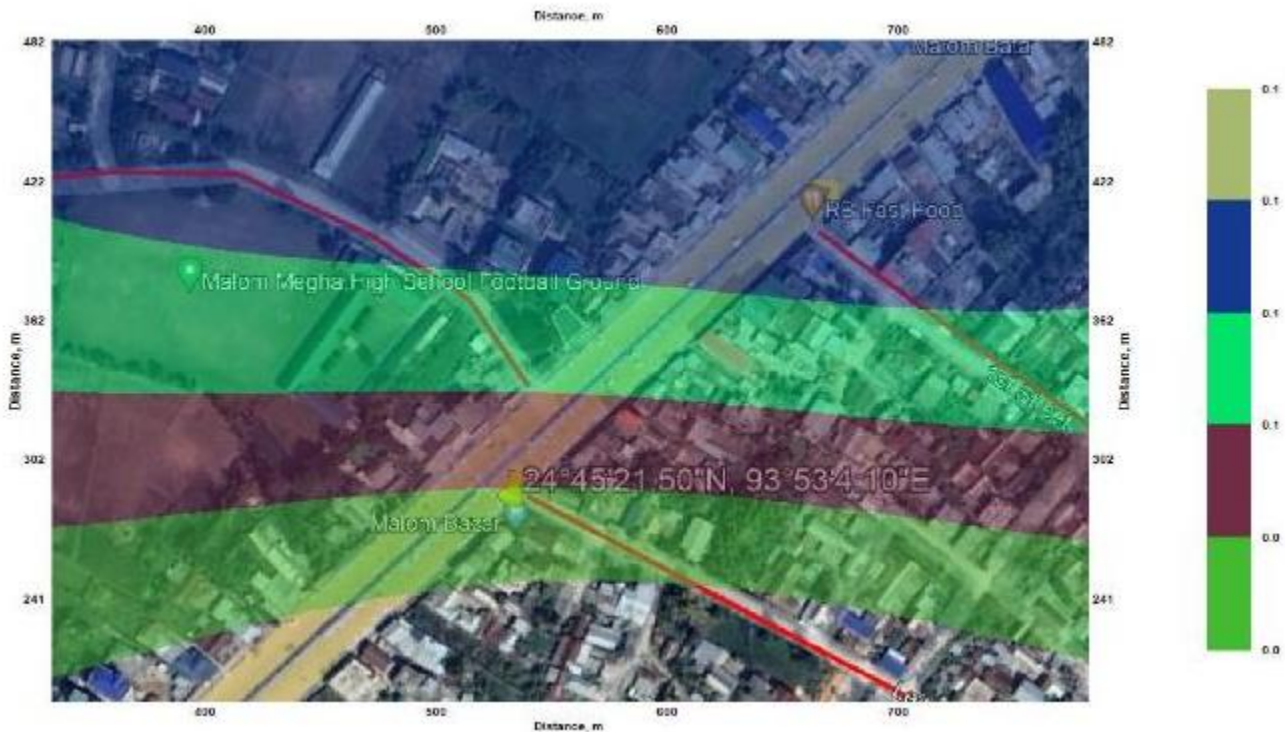 Distance, m
400 500 600 700
482 482
Malom Bata
422 422
RB Fast Food
Malom Megha High School Football Ground
362 362
Distance, m
Distance, m
302 302
24°45'21.50"N, 93°53'4.10"E
Malom Bazar
241 241
400 500 600 700
Distance, m
0.1
0.1
0.1
0.1
0.0
0.0